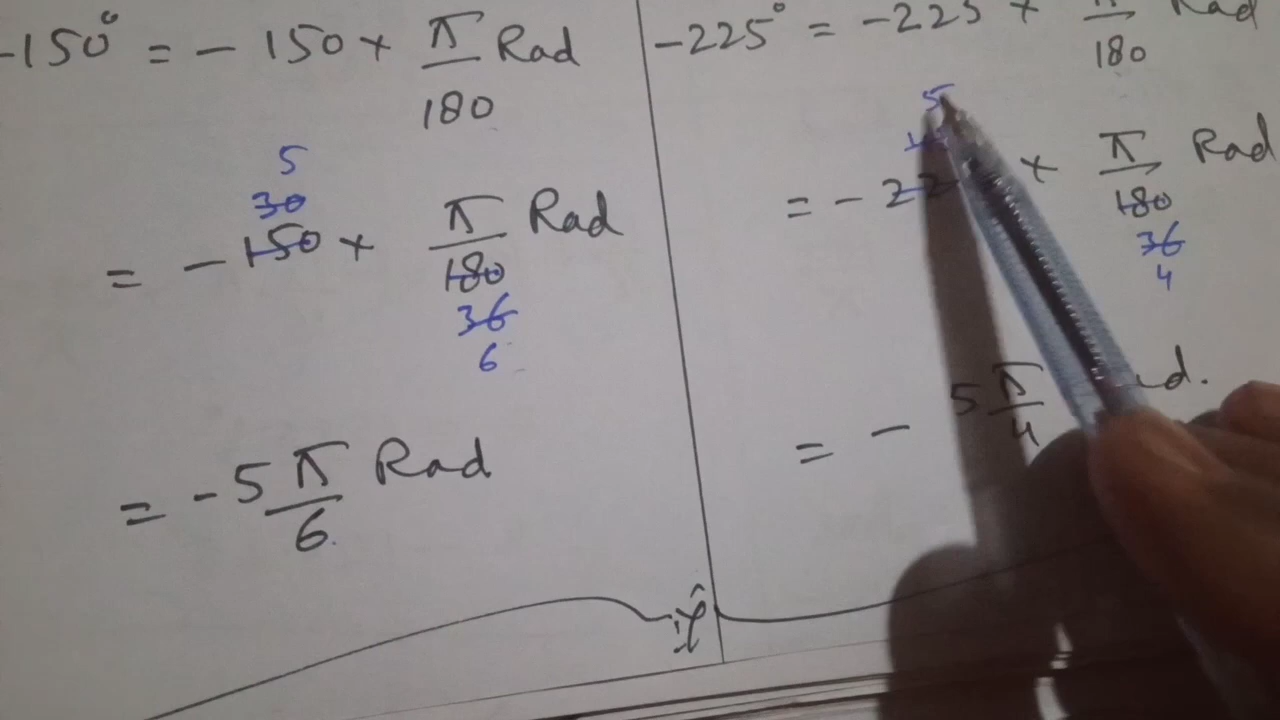 -150° = - 150 × π/180 Rad
5
30
= - 150 × π/180 Rad
36
6
= -5π/6 Rad
-225° = -225 × π/180 Rad
5
= - 22 × π/180 Rad
36
4
= - 5π/4